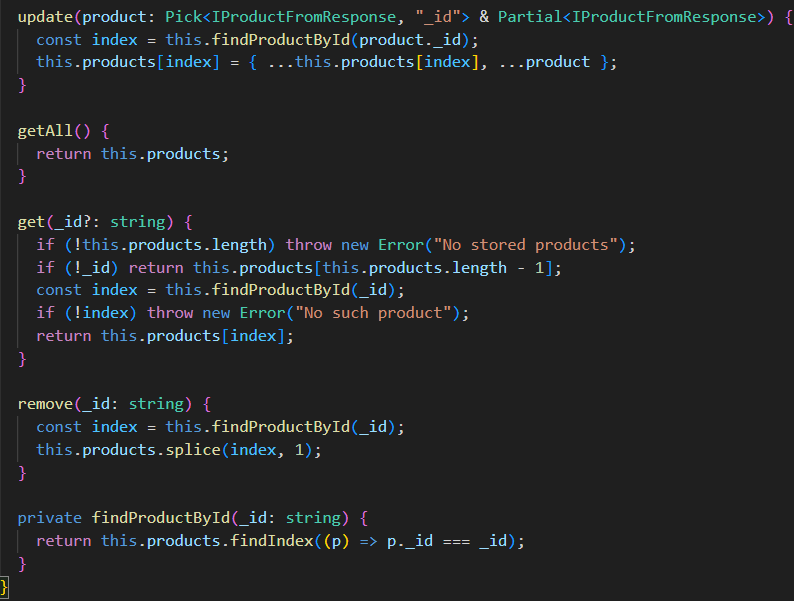 update(product: Pick<IProductFromResponse, "_id"> & Partial<IProductFromResponse>) {
  const index = this.findProductById(product._id);
  this.products[index] = { ...this.products[index], ...product };
}

getAll() {
  return this.products;
}

get(_id?: string) {
  if (!this.products.length) throw new Error("No stored products");
  if (!_id) return this.products[this.products.length - 1];
  const index = this.findProductById(_id);
  if (!index) throw new Error("No such product");
  return this.products[index];
}

remove(_id: string) {
  const index = this.findProductById(_id);
  this.products.splice(index, 1);
}

private findProductById(_id: string) {
  return this.products.findIndex((p) => p._id === _id);
}
}